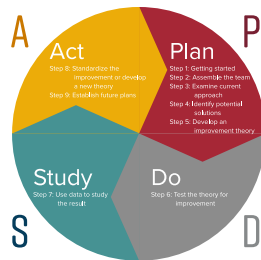 A
P
Act
Step 8: Standardize the
improvement or develop
a new theory
Step 9: Establish future plans
Plan
Step 1: Getting started
Step 2: Assemble the team
Step 3: Examine current
approach
Step 4: Identify potential
solutions
Step 5: Develop an
improvement theory
Study
Step 7: Use data to study
the result
Do
Step 6: Test the theory for
improvement
S
D